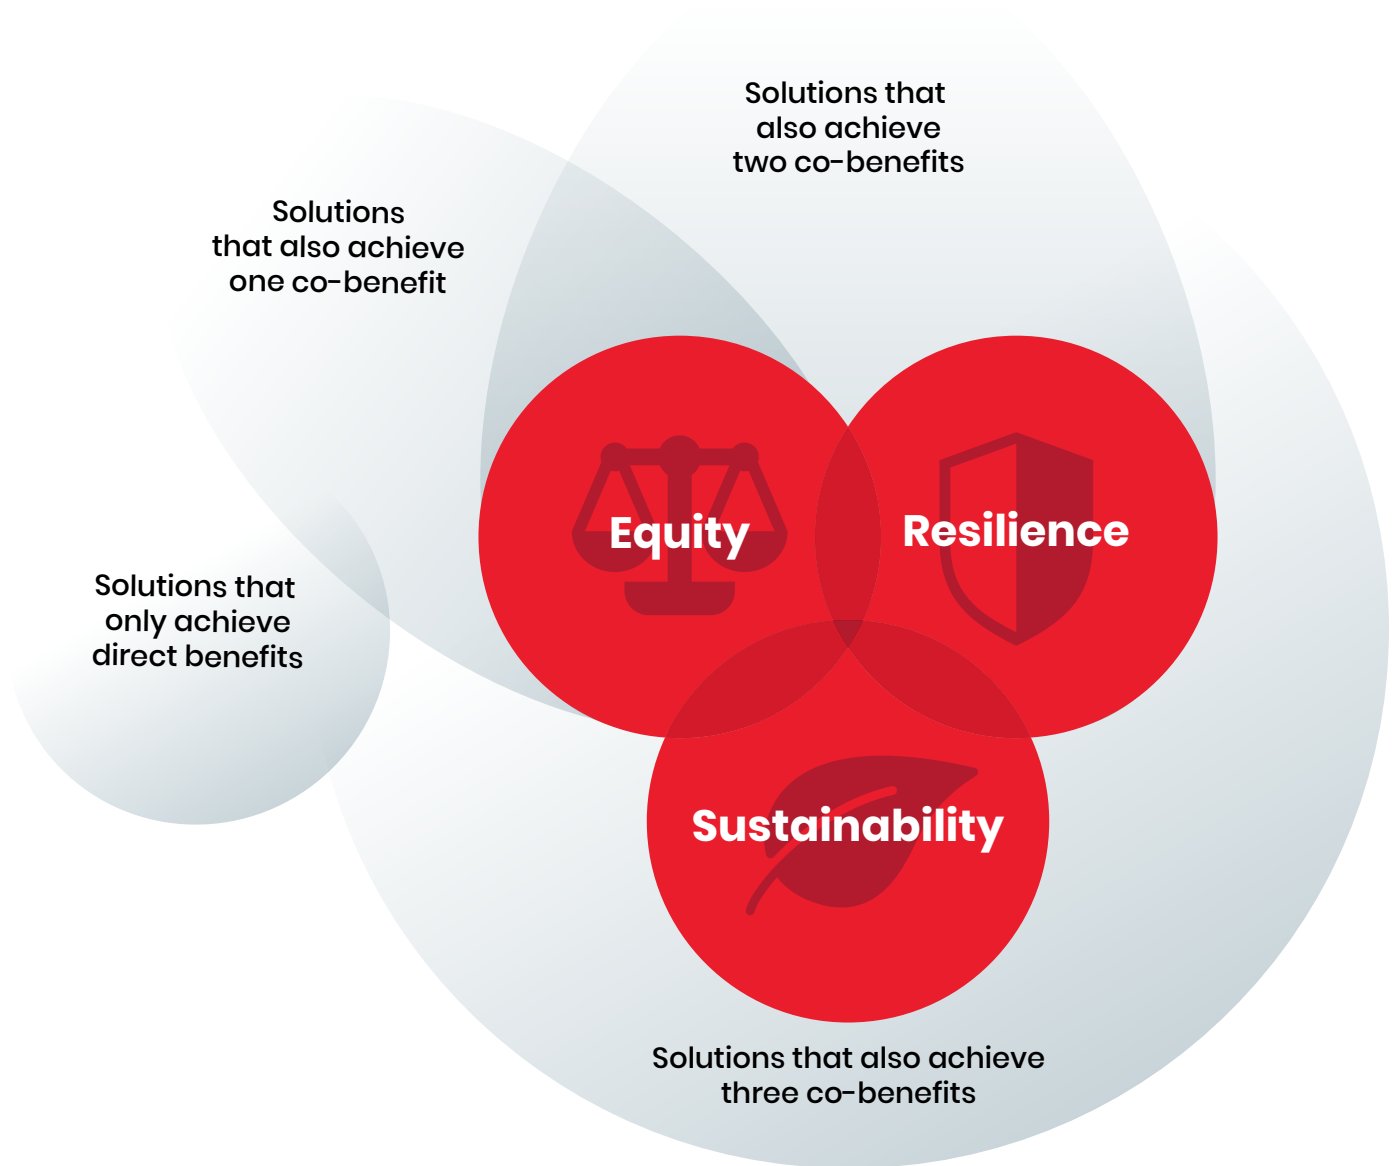 Solutions that
also achieve
two co-benefits
Solutions
that also achieve
one co-benefit
Equity
Resilience
Solutions that
only achieve
direct benefits
Sustainability
Solutions that also achieve
three co-benefits